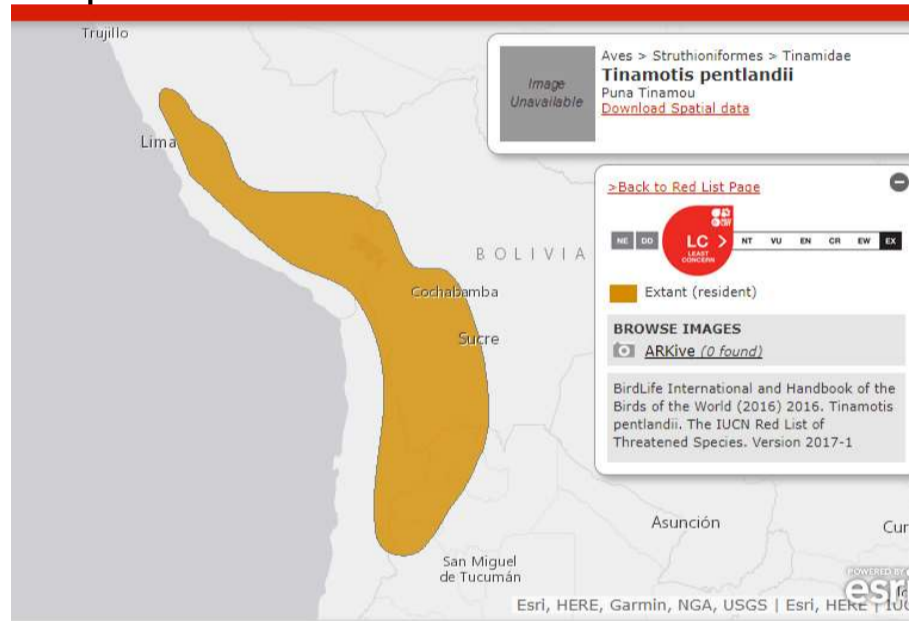 Trujillo
Lima
BOLIVIA
Cochabamba
Sucre
Asunción
San Miguel
de Tucumán
Image
Unavailable
Aves > Struthioniformes > Tinamidae
Tinamotis pentlandii
Puna Tinamou
Download Spatial data
>Back to Red List Page
NE DD LC > NT VU EN CR EW EX
LEAST
CONCERN
Extant (resident)
BROWSE IMAGES
ARKive (0 found)
BirdLife International and Handbook of the
Birds of the World (2016) 2016. Tinamotis
pentlandii. The IUCN Red List of
Threatened Species. Version 2017-1
Cur
POWERED BY
esri
Esri, HERE, Garmin, NGA, USGS | Esri, HERE | IUC